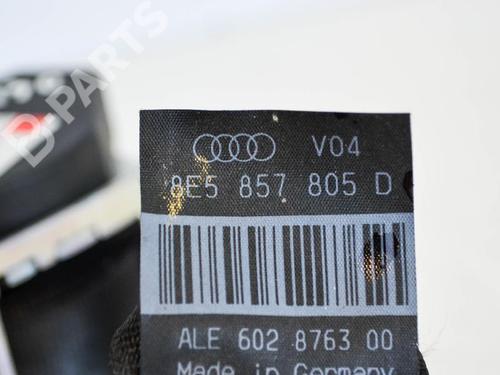 B-PARTS
V04
8E5 857 805 D
ALE 602 8763 00
Made in Germany